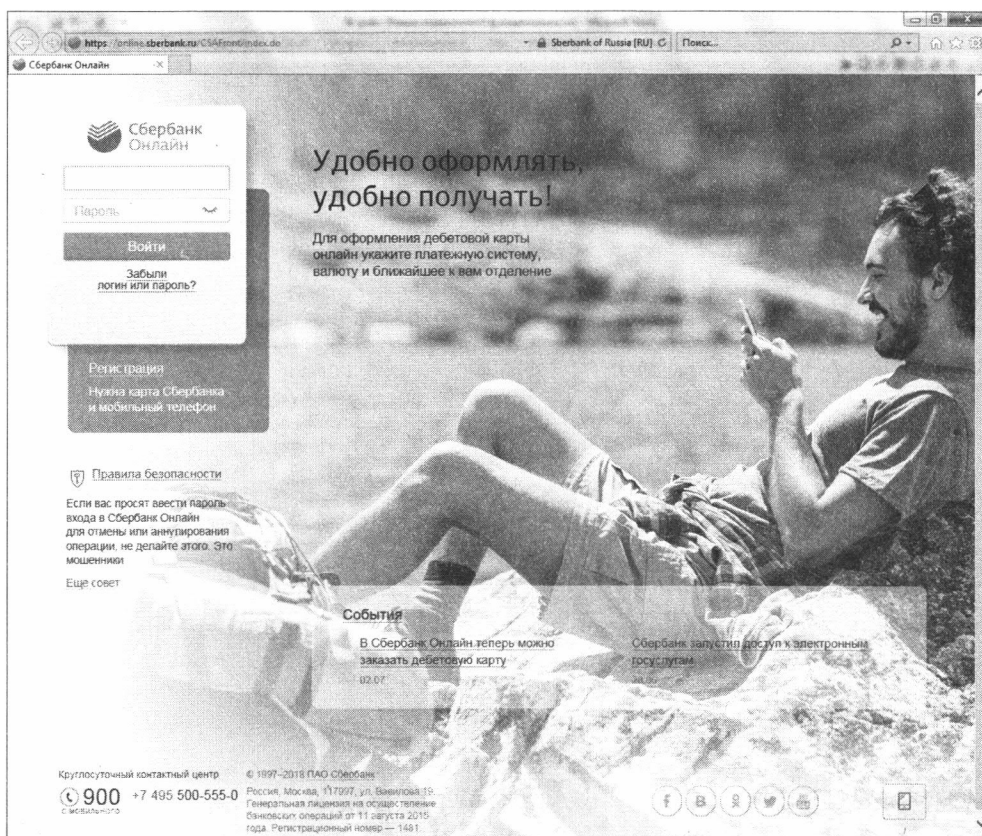 https://online.sberbank.ru/CSAFront/index.do
Sberbank of Russia [RU]
Поиск...
Сбербанк Онлайн
Сбербанк
Онлайн
Пароль
Войти
Забыли
логин или пароль?
Регистрация
Нужна карта Сбербанка
и мобильный телефон
Удобно оформлять,
удобно получать!
Для оформления дебетовой карты
онлайн укажите платежную систему,
валюту и ближайшее к вам отделение
Правила безопасности
Если вас просят ввести пароль
входа в Сбербанк Онлайн
для отмены или аннулирования
операции, не делайте этого. Это
мошенники
Еще совет
События
В Сбербанк Онлайн теперь можно
заказать дебетовую карту
02.07
Сбербанк запустил доступ к электронным
госуслугам
Круглосуточный контактный центр
900
с мобильного
+7 495 500-555-0
© 1997–2018 ПАО Сбербанк
Россия, Москва, 117997, ул. Вавилова 19.
Генеральная лицензия на осуществление
банковских операций от 11 августа 2015
года. Регистрационный номер — 1481.